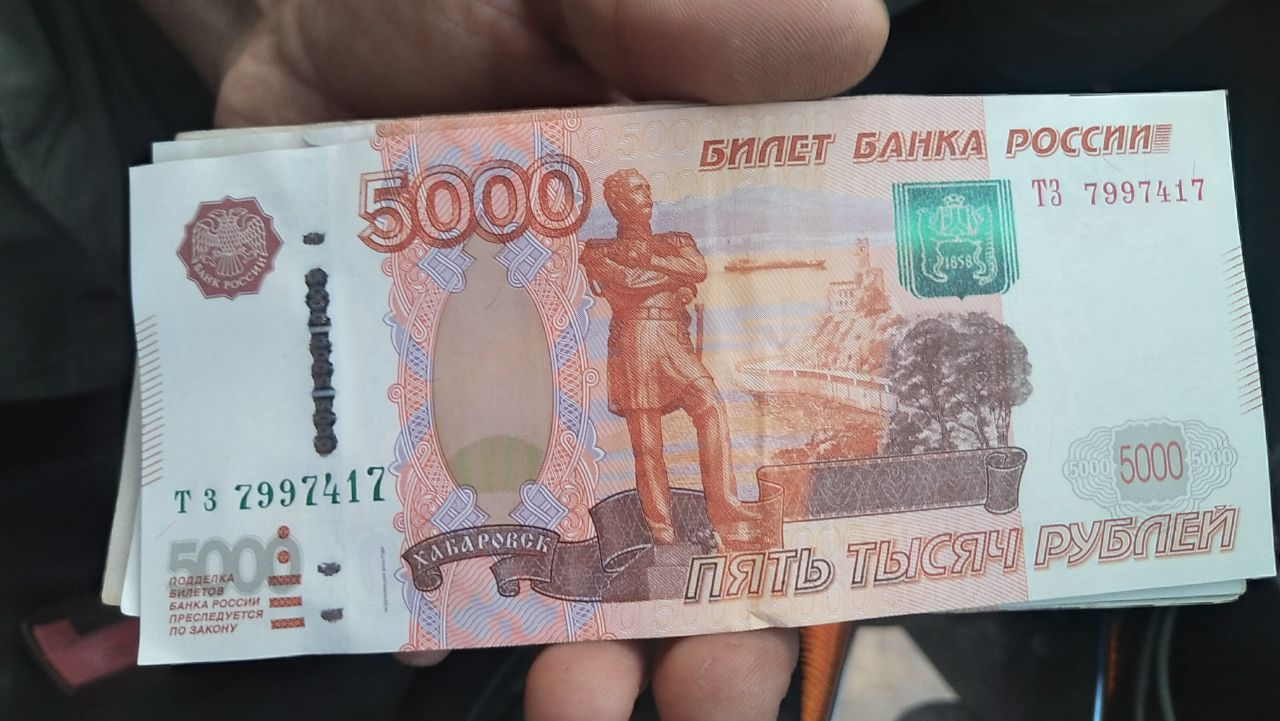 5000
БИЛЕТ БАНКА РОССИИ
ТЗ 7997417
БАНК РОССИИ
1858
ТЗ 7997417
ХАБАРОВСК
5000 5000 5000
5000
ПОДДЕЛКА
БИЛЕТОВ
БАНКА РОССИИ
ПРЕСЛЕДУЕТСЯ
ПО ЗАКОНУ
ПЯТЬ ТЫСЯЧ РУБЛЕЙ